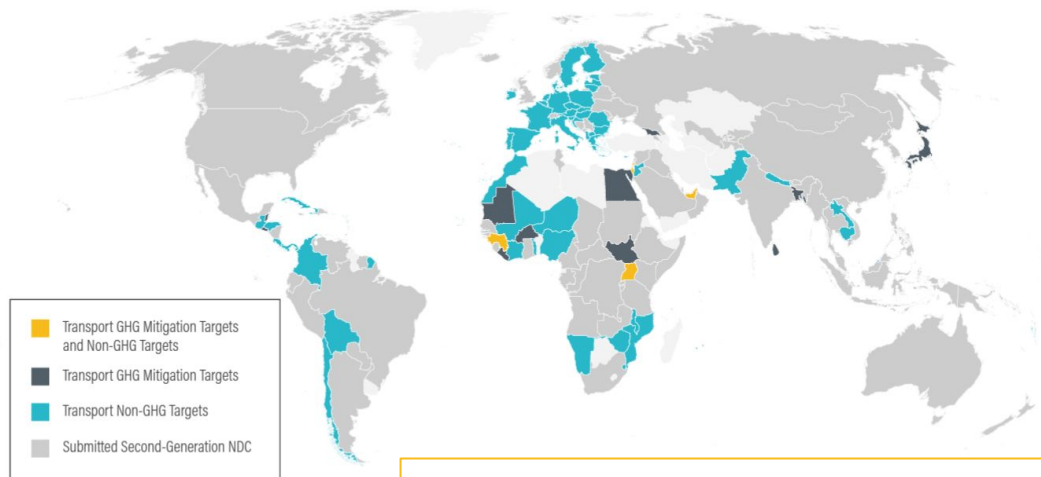 Transport GHG Mitigation Targets
and Non-GHG Targets
Transport GHG Mitigation Targets
Transport Non-GHG Targets
Submitted Second-Generation NDC